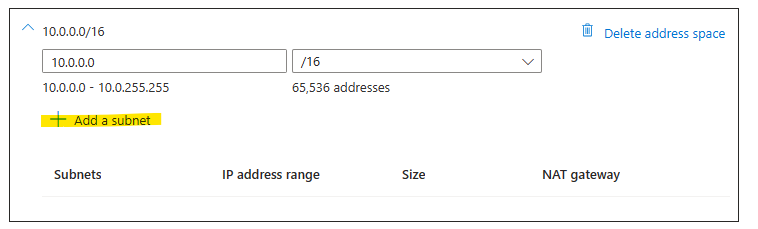 10.0.0.0/16
Delete address space
10.0.0.0
/16
10.0.0.0 - 10.0.255.255
65,536 addresses
Add a subnet
Subnets IP address range Size NAT gateway